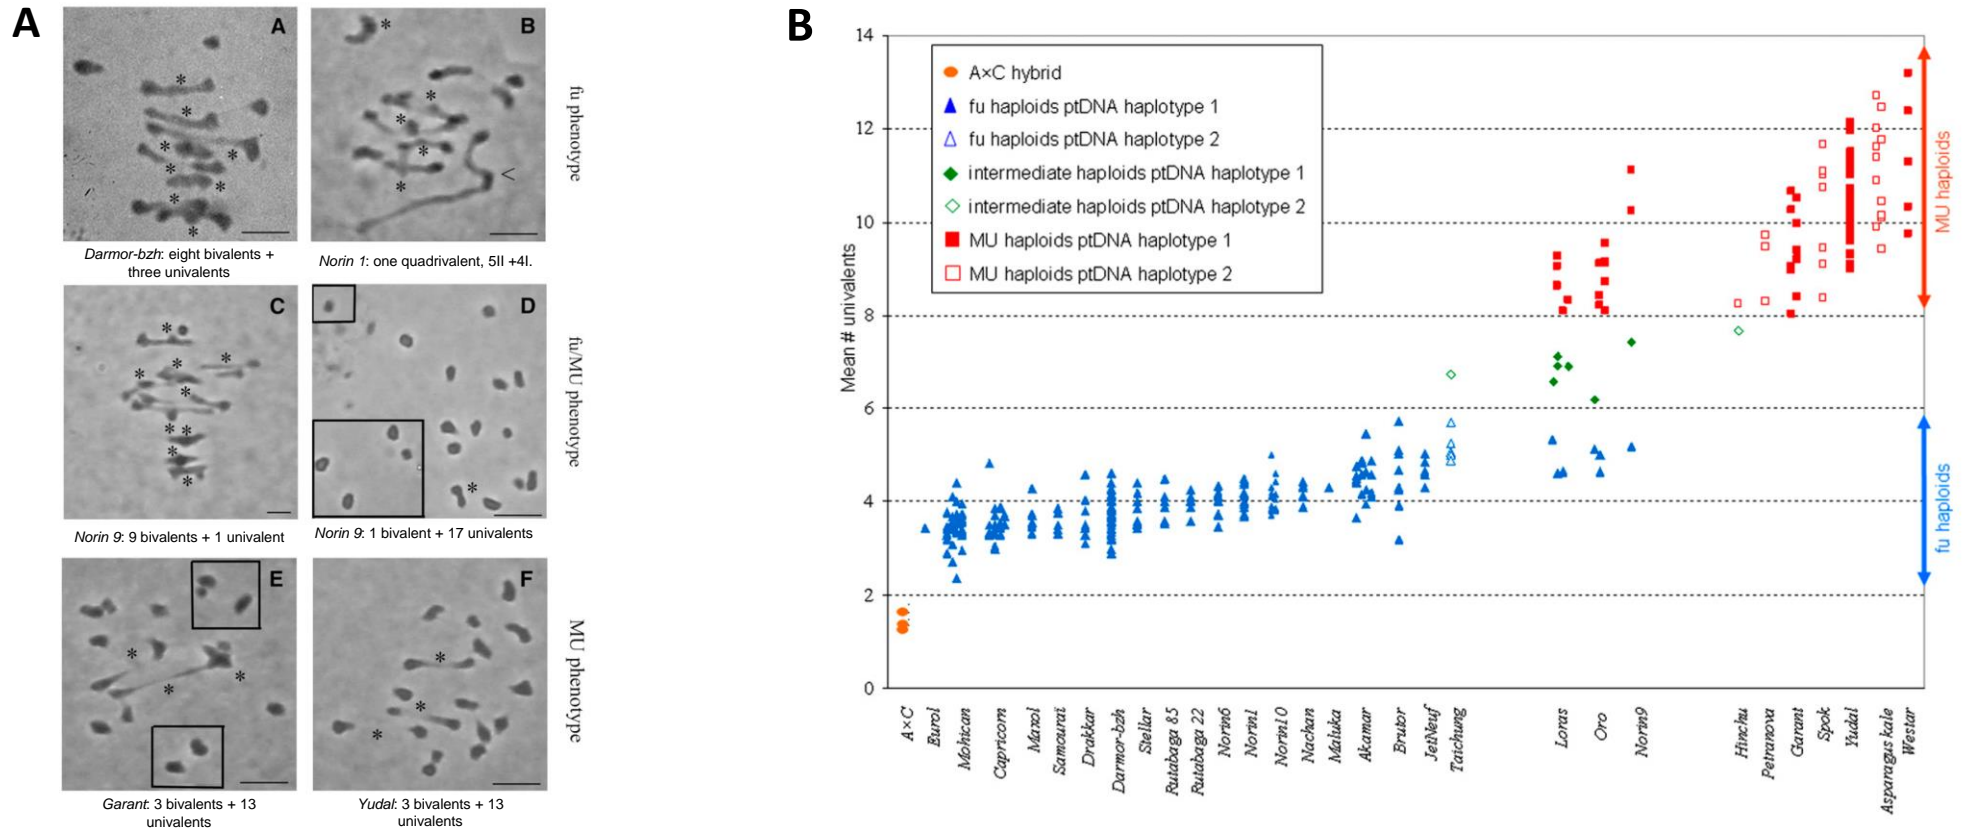 A
A
*
Darmor-bzh: eight bivalents +
three univalents
B
*
<
Norin 1: one quadrivalent, 5II +4I.
fu phenotype
C
*
Norin 9: 9 bivalents + 1 univalent
D
*
Norin 9: 1 bivalent + 17 univalents
fu/MU phenotype
E
*
Garant: 3 bivalents + 13
univalents
F
*
Yudal: 3 bivalents + 13
univalents
MU phenotype
B
Mean # univalents
14
12
10
8
6
4
2
0
A×C hybrid
fu haploids ptDNA haplotype 1
fu haploids ptDNA haplotype 2
intermediate haploids ptDNA haplotype 1
intermediate haploids ptDNA haplotype 2
MU haploids ptDNA haplotype 1
MU haploids ptDNA haplotype 2
MU haploids
fu haploids
A×C
Eurol
Mohican
Capricorn
Maxol
Samourai
Drakkar
Darmor-bzh
Stellar
Rutabaga 85
Rutabaga 22
Norin6
Norin1
Norin10
Nachan
Maluka
Akamar
Brutor
JetNeuf
Taichung
Loras
Oro
Norin9
Hinchu
Petranova
Garant
Spok
Yudal
Asparagus kale
Westar